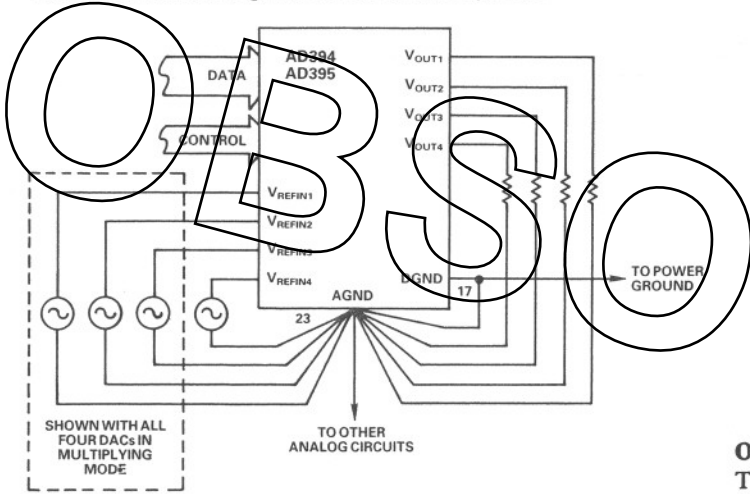 OBSO
AD394
AD395
DATA
CONTROL
VOUT1
VOUT2
VOUT3
VOUT4
VREFIN1
VREFIN2
VREFIN3
VREFIN4
DGND
17
AGND
23
TO POWER
GROUND
TO OTHER
ANALOG CIRCUITS
SHOWN WITH ALL
FOUR DACs IN
MULTIPLYING
MODE
O
T